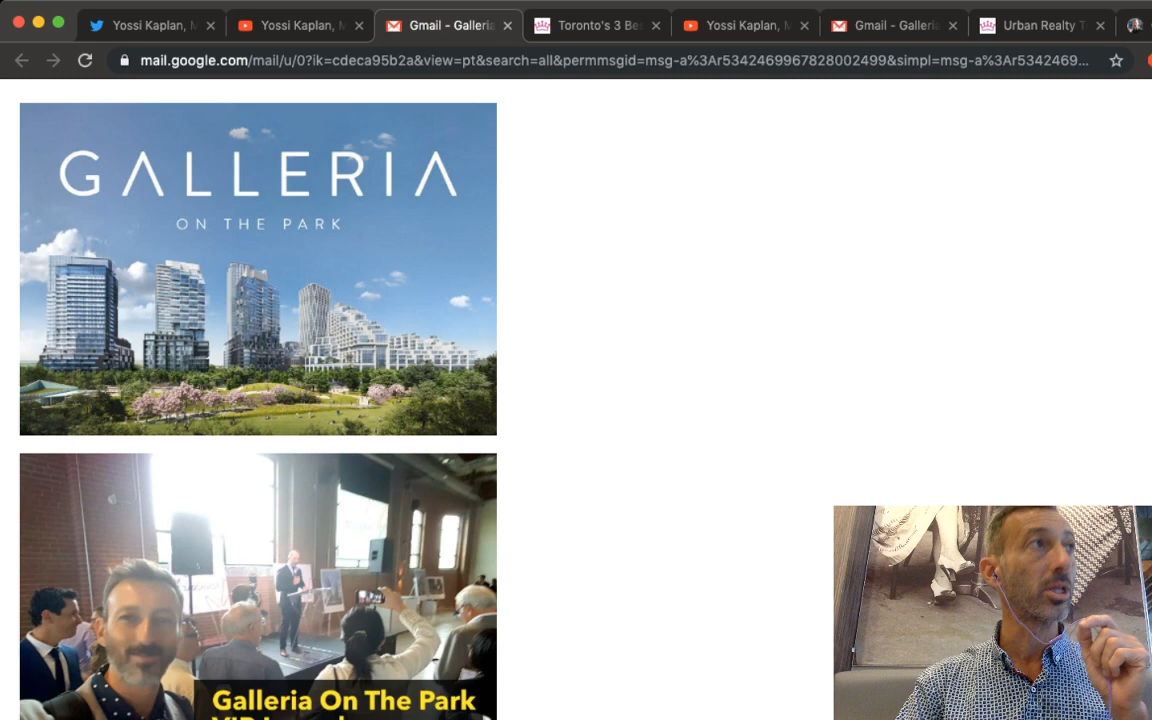 Yossi Kaplan, M
Yossi Kaplan, M
Gmail - Galleria
Toronto's 3 Be
Yossi Kaplan, M
Gmail - Galleria
Urban Realty T
mail.google.com/mail/u/0?ik=cdeca95b2a&view=pt&search=all&permmsgid=msg-a%3Ar5342469967828002499&simpl=msg-a%3Ar5342469...
GALLERIA
ON THE PARK
Galleria On The Park